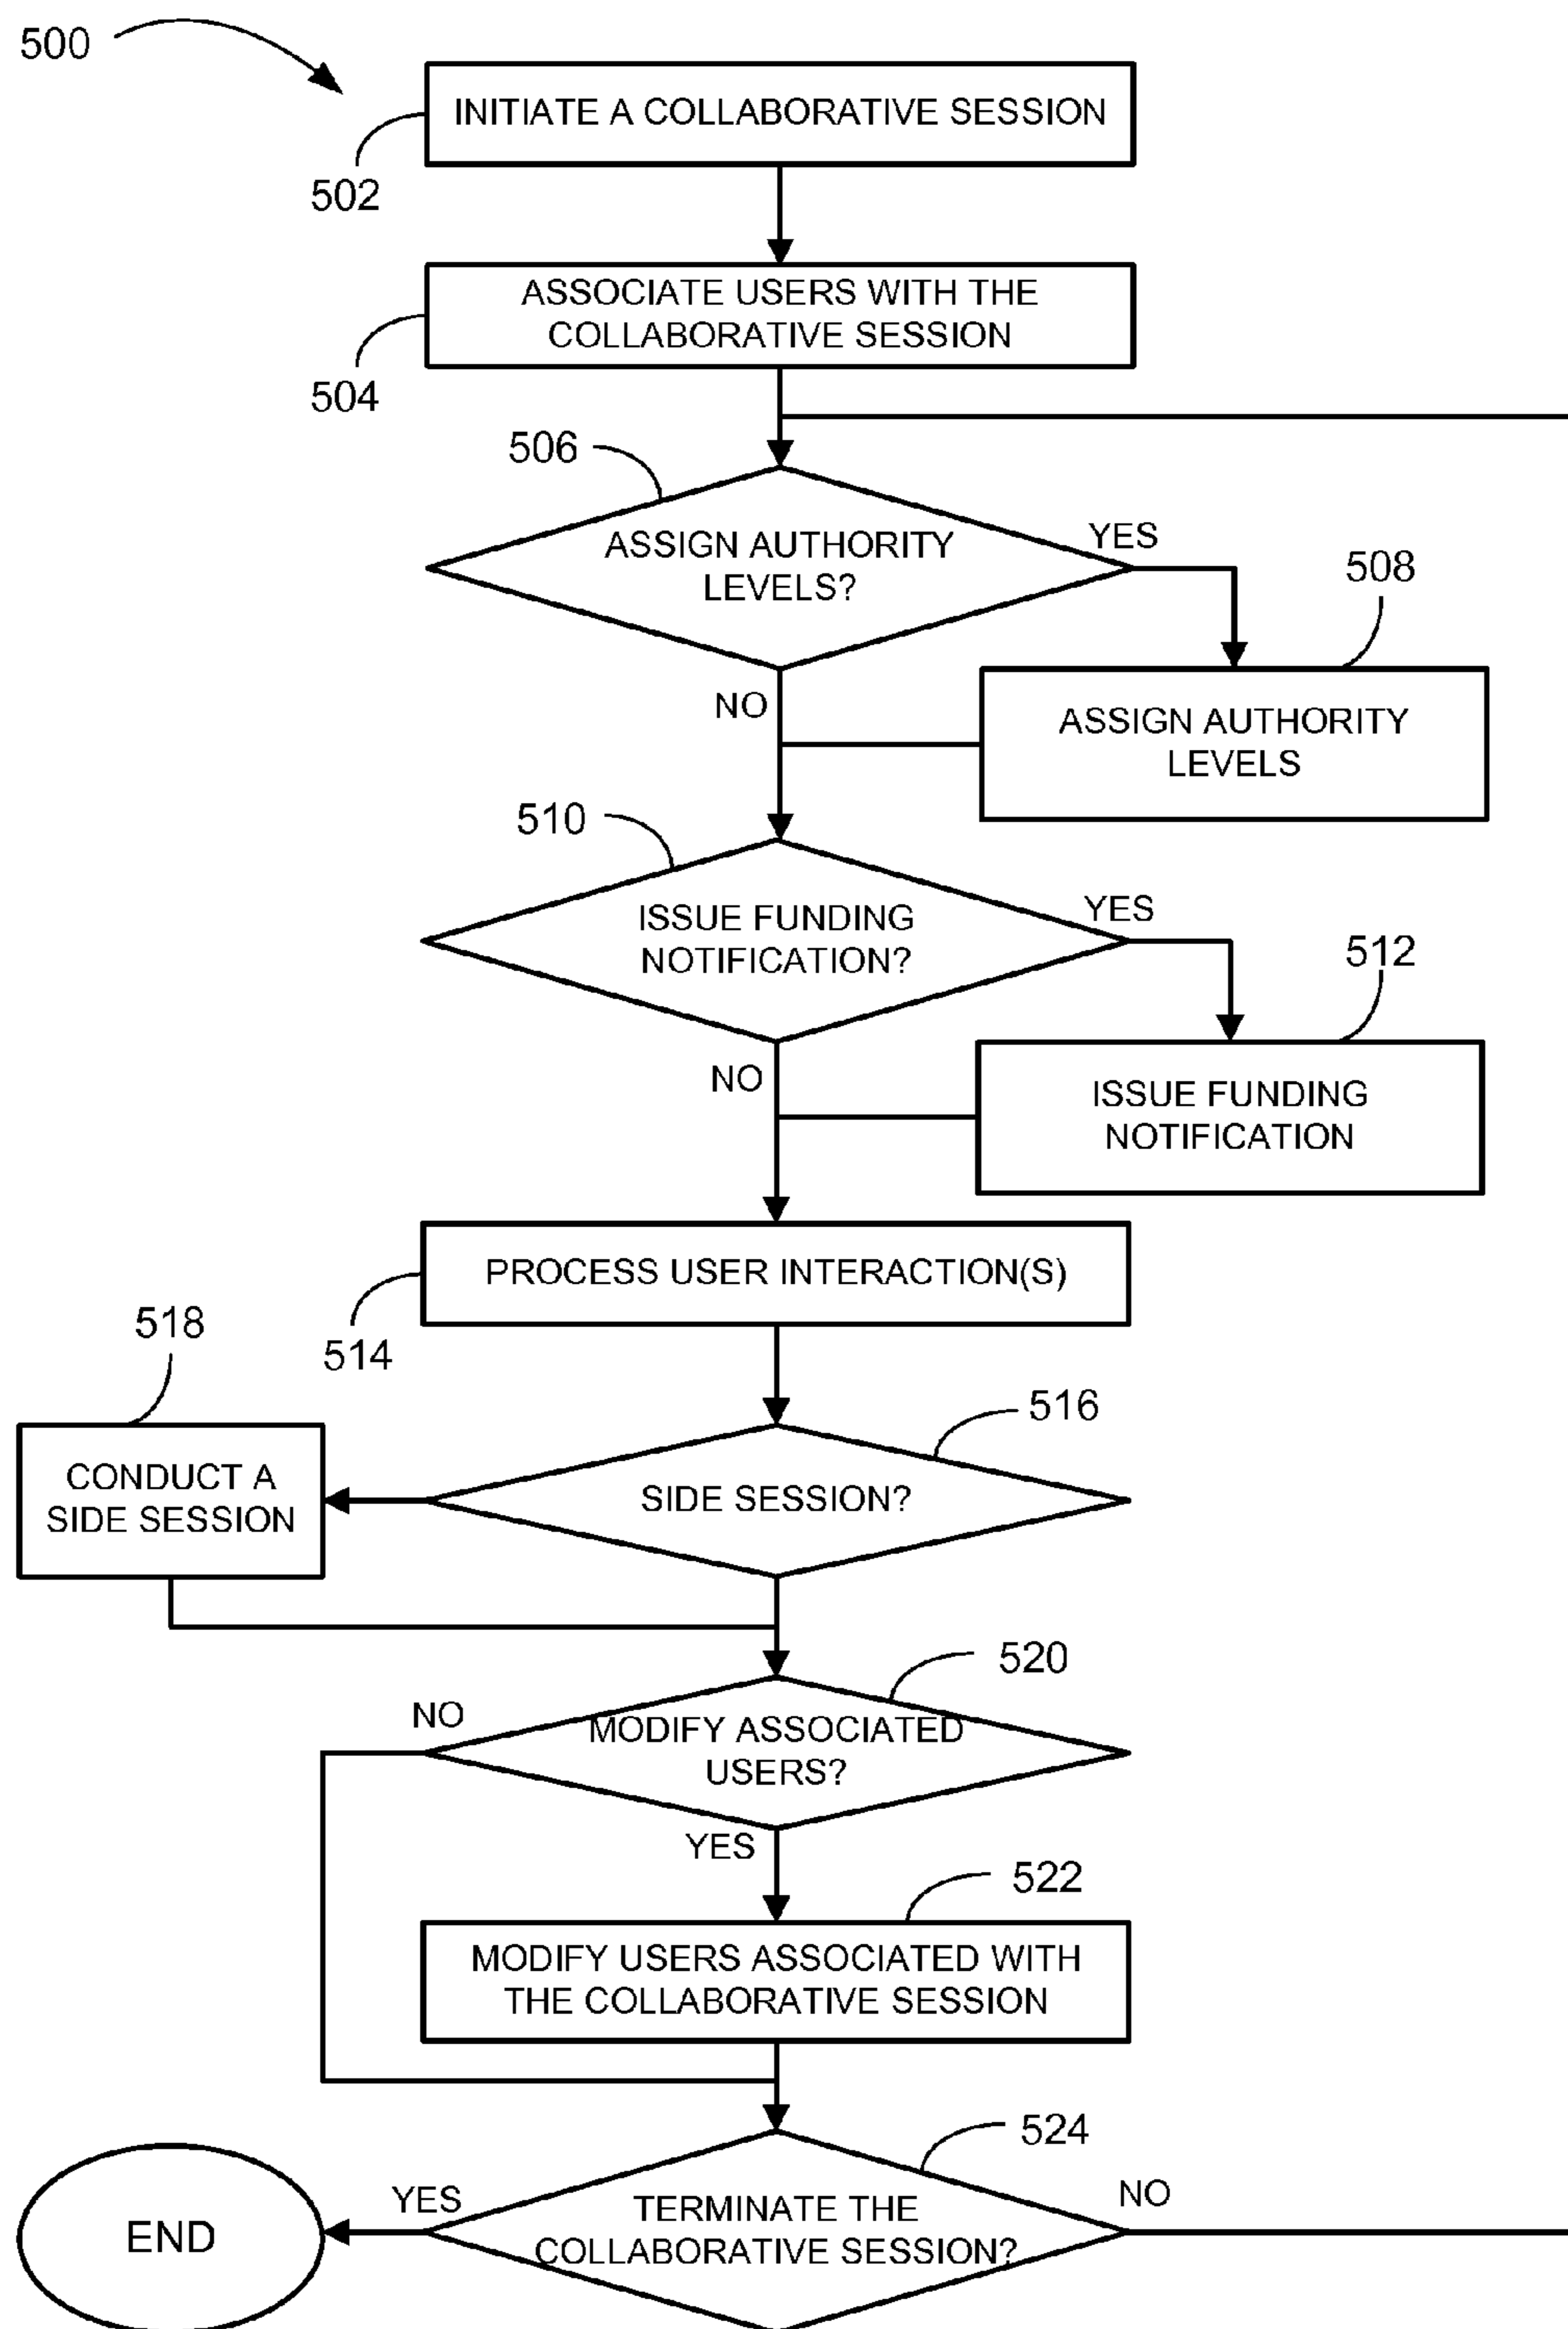 500
INITIATE A COLLABORATIVE SESSION
502
ASSOCIATE USERS WITH THE
COLLABORATIVE SESSION
504
506
ASSIGN AUTHORITY
LEVELS?
YES
508
NO
ASSIGN AUTHORITY
LEVELS
510
ISSUE FUNDING
NOTIFICATION?
YES
512
NO
ISSUE FUNDING
NOTIFICATION
PROCESS USER INTERACTION(S)
514
518
516
CONDUCT A
SIDE SESSION
SIDE SESSION?
520
NO
MODIFY ASSOCIATED
USERS?
YES
522
MODIFY USERS ASSOCIATED WITH
THE COLLABORATIVE SESSION
524
YES
NO
TERMINATE THE
COLLABORATIVE SESSION?
END